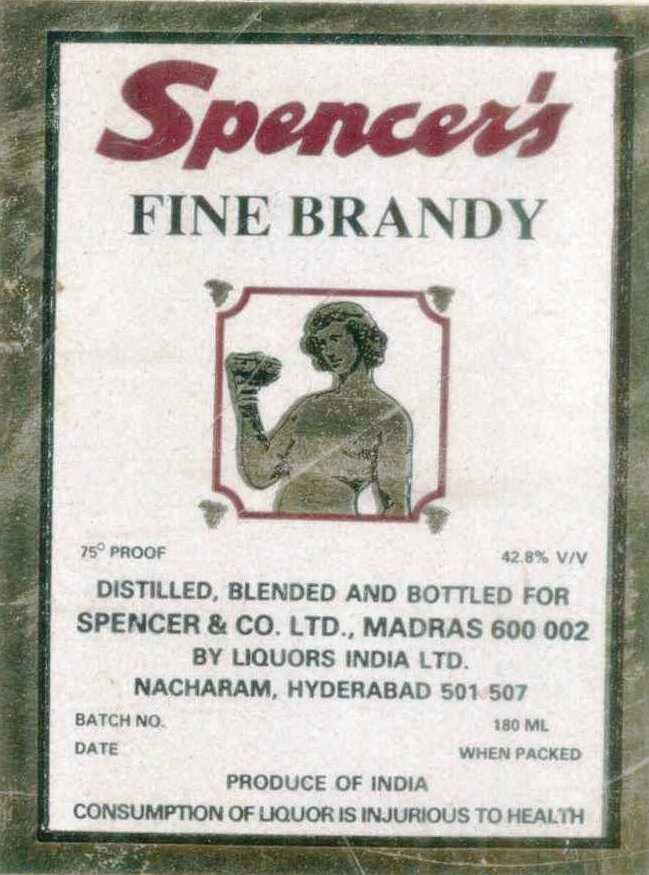 Spencer's
FINE BRANDY
75° PROOF 42.8% V/V
DISTILLED, BLENDED AND BOTTLED FOR
SPENCER & CO. LTD., MADRAS 600 002
BY LIQUORS INDIA LTD.
NACHARAM, HYDERABAD 501 507
BATCH NO. 180 ML
DATE WHEN PACKED
PRODUCE OF INDIA
CONSUMPTION OF LIQUOR IS INJURIOUS TO HEALTH